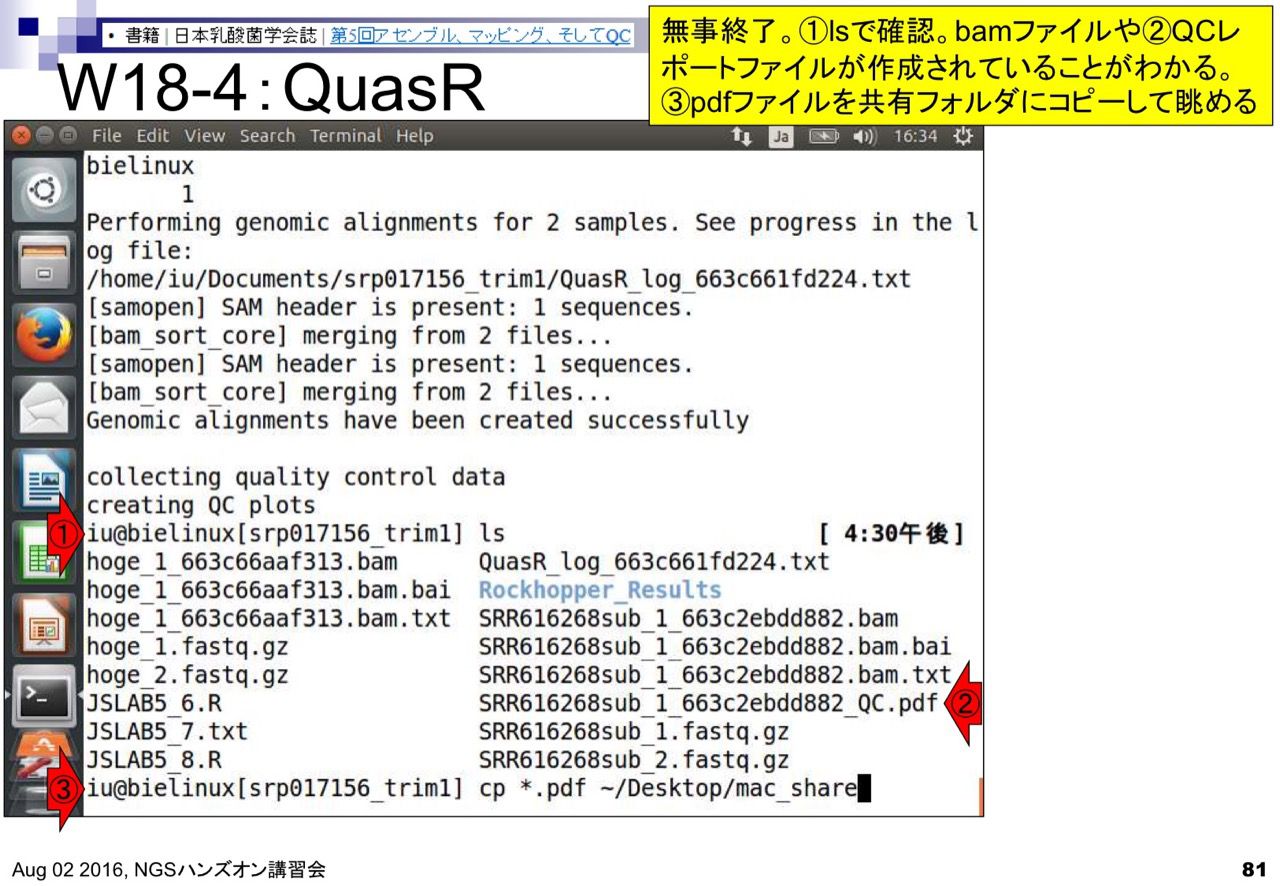 • 書籍 | 日本乳酸菌学会誌 | 第5回アセンブル、マッピング、そしてQC
無事終了。①lsで確認。bamファイルや②QCレ
ポートファイルが作成されていることがわかる。
③pdfファイルを共有フォルダにコピーして眺める
W18-4:QuasR
File Edit View Search Terminal Help Ja 16:34
bielinux
1
Performing genomic alignments for 2 samples. See progress in the l
og file:
/home/iu/Documents/srp017156_trim1/QuasR_log_663c661fd224.txt
[samopen] SAM header is present: 1 sequences.
[bam_sort_core] merging from 2 files...
[samopen] SAM header is present: 1 sequences.
[bam_sort_core] merging from 2 files...
Genomic alignments have been created successfully
collecting quality control data
creating QC plots
① iu@bielinux[srp017156_trim1] ls [ 4:30午後]
hoge_1_663c66aaf313.bam QuasR_log_663c661fd224.txt
hoge_1_663c66aaf313.bam.bai Rockhopper_Results
hoge_1_663c66aaf313.bam.txt SRR616268sub_1_663c2ebdd882.bam
hoge_1.fastq.gz SRR616268sub_1_663c2ebdd882.bam.bai
hoge_2.fastq.gz SRR616268sub_1_663c2ebdd882.bam.txt
JSLAB5_6.R SRR616268sub_1_663c2ebdd882_QC.pdf ②
JSLAB5_7.txt SRR616268sub_1.fastq.gz
JSLAB5_8.R SRR616268sub_2.fastq.gz
③ iu@bielinux[srp017156_trim1] cp *.pdf ~/Desktop/mac_share
Aug 02 2016, NGSハンズオン講習会
81